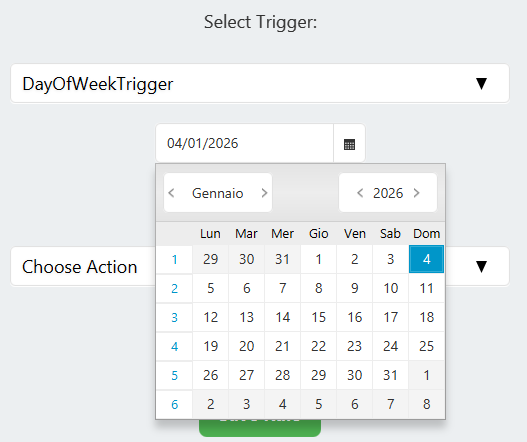 Select Trigger:
DayOfWeekTrigger
04/01/2026
Gennaio 2026
Lun Mar Mer Gio Ven Sab Dom
1 29 30 31 1 2 3 4
Choose Action
2 5 6 7 8 9 10 11
3 12 13 14 15 16 17 18
4 19 20 21 22 23 24 25
5 26 27 28 29 30 31 1
6 2 3 4 5 6 7 8